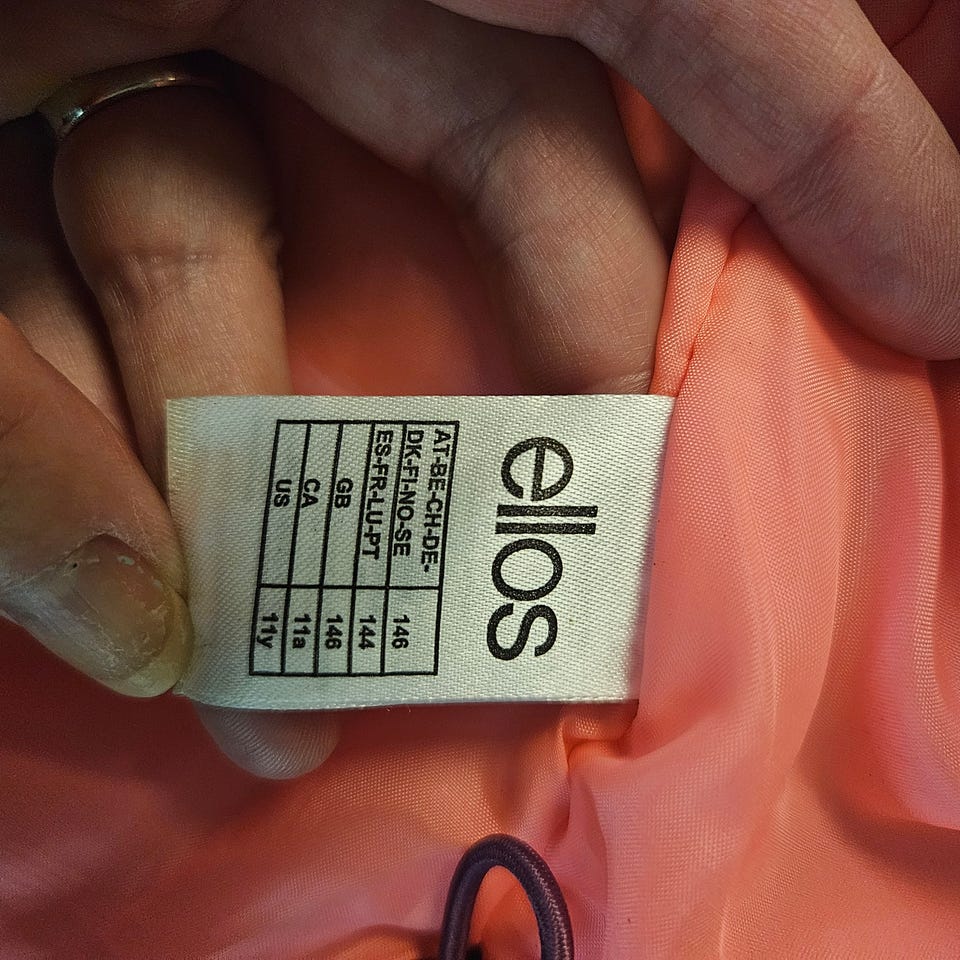 ellos
AT-BE-CH-DE-
DK-FI-NO-SE 146
ES-FR-LU-PT 144
GB 146
CA 11a
US 11y